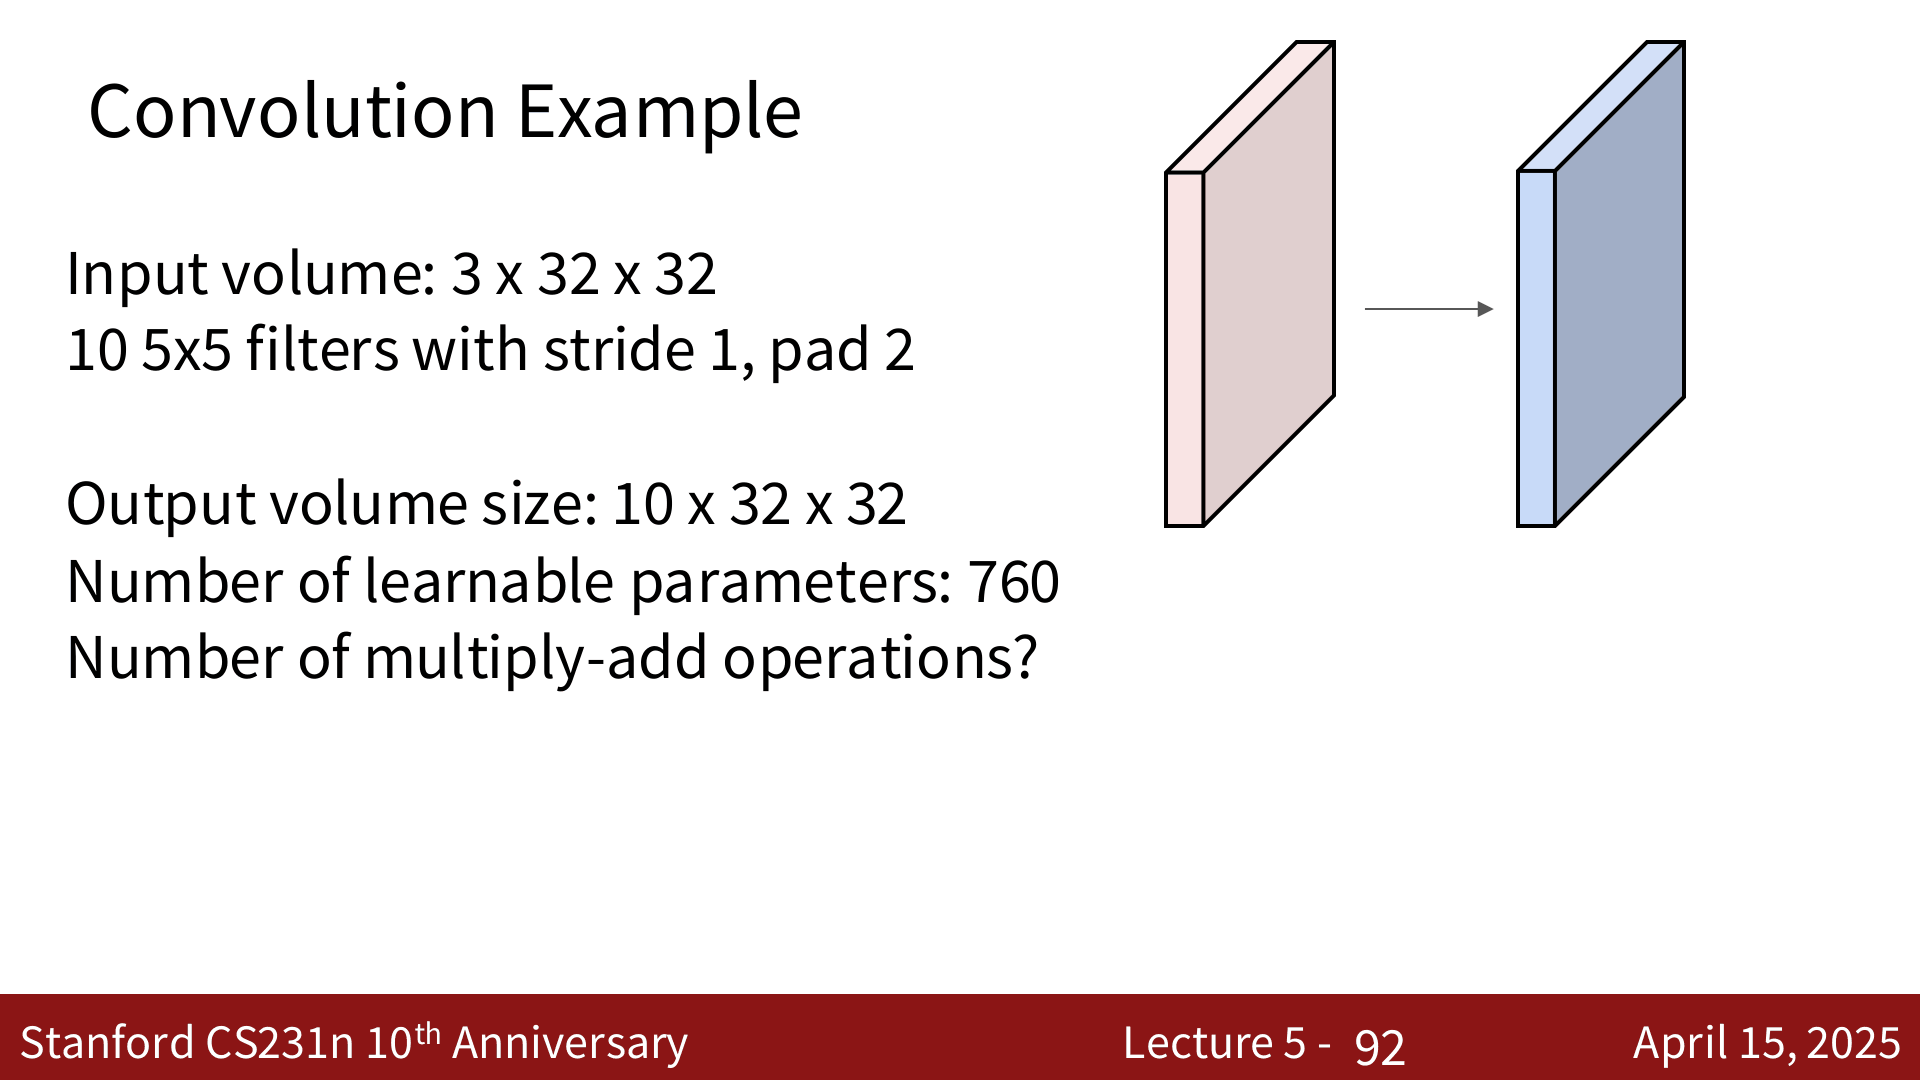 Convolution Example
Input volume: 3 x 32 x 32
10 5x5 filters with stride 1, pad 2
Output volume size: 10 x 32 x 32
Number of learnable parameters: 760
Number of multiply-add operations?
Stanford CS231n 10th Anniversary
Lecture 5 - 92
April 15, 2025